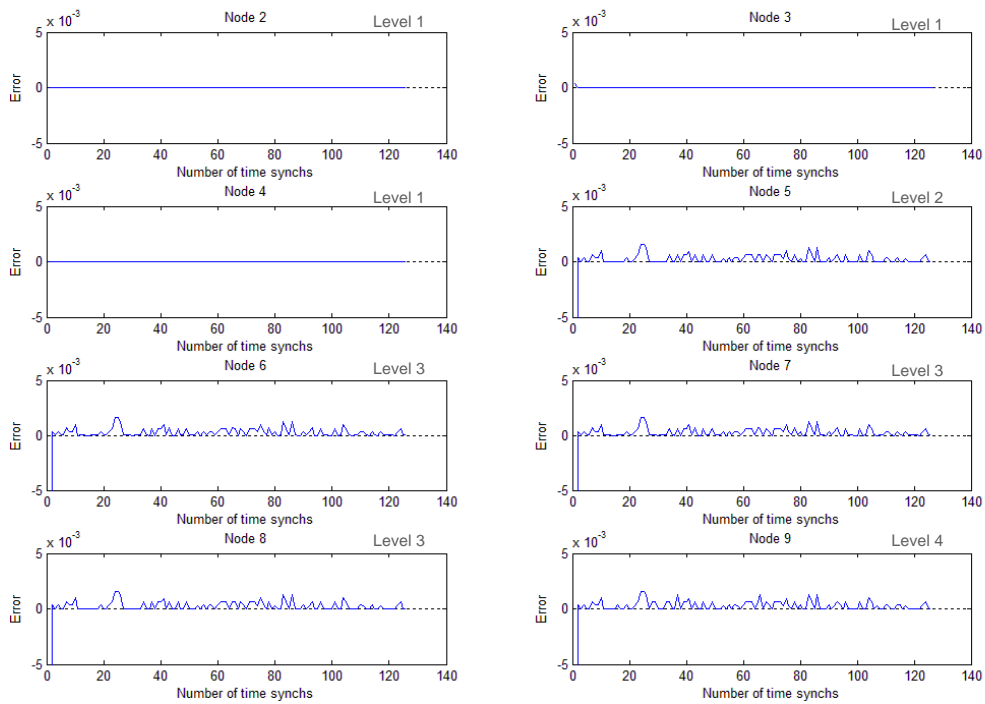 x 10-3 Node 2 Level 1
5
0
-5
Error
0 20 40 60 80 100 120 140
Number of time synchs
x 10-3 Node 3 Level 1
5
0
-5
Error
0 20 40 60 80 100 120 140
Number of time synchs
x 10-3 Node 4 Level 1
5
0
-5
Error
0 20 40 60 80 100 120 140
Number of time synchs
x 10-3 Node 5 Level 2
5
0
-5
Error
0 20 40 60 80 100 120 140
Number of time synchs
x 10-3 Node 6 Level 3
5
0
-5
Error
0 20 40 60 80 100 120 140
Number of time synchs
x 10-3 Node 7 Level 3
5
0
-5
Error
0 20 40 60 80 100 120 140
Number of time synchs
x 10-3 Node 8 Level 3
5
0
-5
Error
0 20 40 60 80 100 120 140
Number of time synchs
x 10-3 Node 9 Level 4
5
0
-5
Error
0 20 40 60 80 100 120 140
Number of time synchs